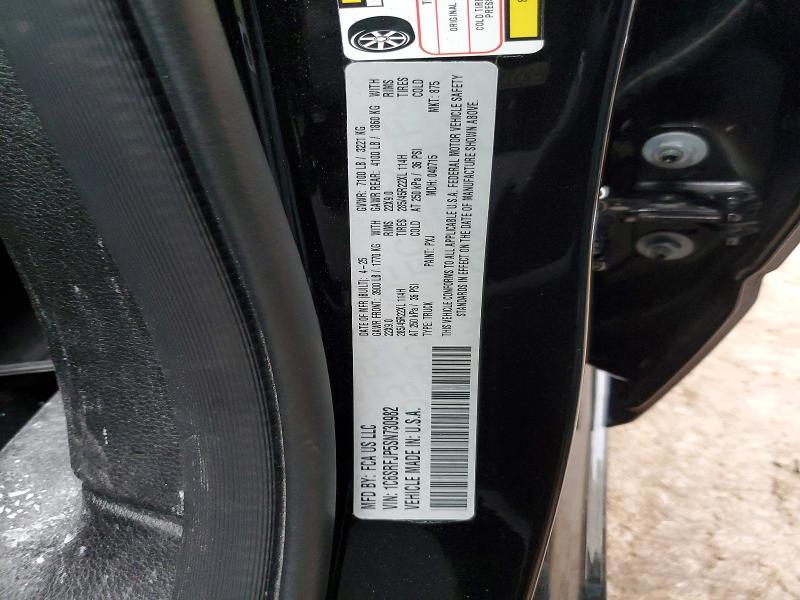 ORIGINAL
COLD TIRE
PRESS
MFD BY: FCA US LLC
VIN: 1C6SRFJP5SN730982
VEHICLE MADE IN: U.S.A.
DATE OF MFR (BUILT): 4-25 GVWR: 7100 LB / 3221 KG
GAWR FRONT: 3900 LB / 1770 KG WITH GAWR REAR: 4100 LB / 1860 KG WITH
22X9.0 RIMS 22X9.0 RIMS
285/45R22XL 114H TIRES 285/45R22XL 114H TIRES
AT 250 kPa / 36 PSI COLD AT 250 kPa / 36 PSI COLD
TYPE: TRUCK PAINT: PXJ MDH: 040715 MKT: 875
THIS VEHICLE CONFORMS TO ALL APPLICABLE U.S.A. FEDERAL MOTOR VEHICLE SAFETY
STANDARDS IN EFFECT ON THE DATE OF MANUFACTURE SHOWN ABOVE.